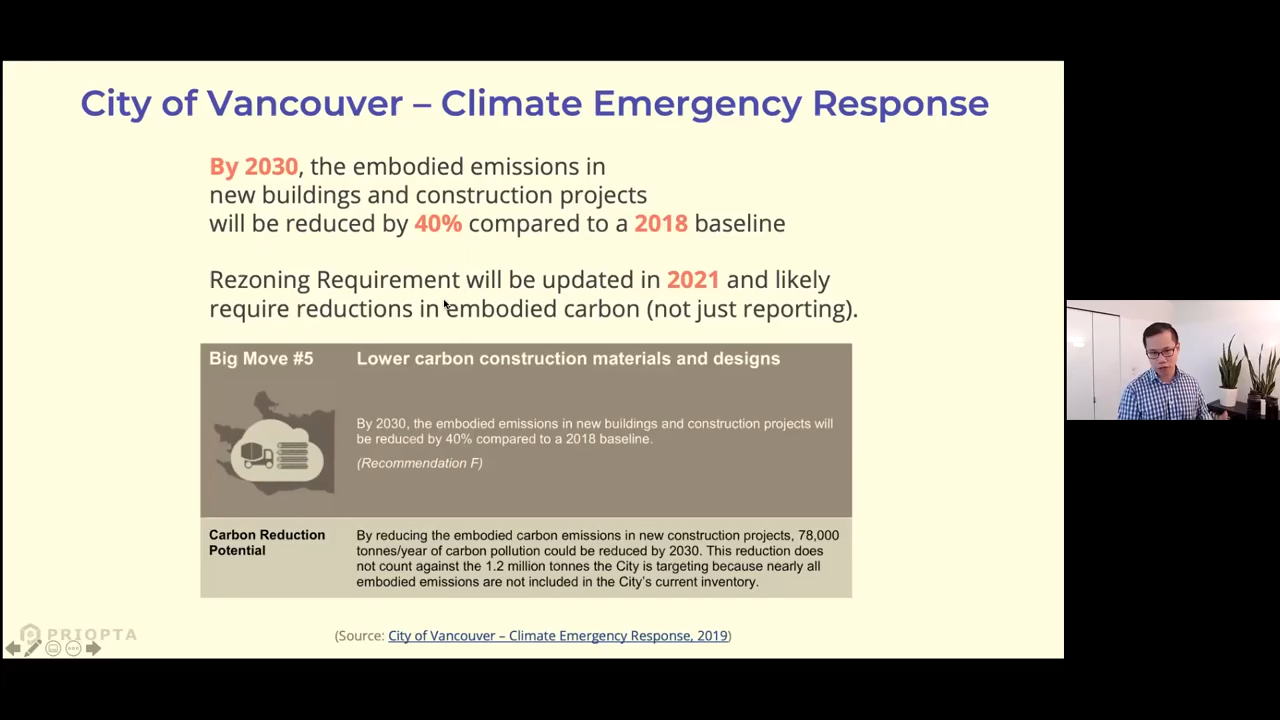 City of Vancouver – Climate Emergency Response
By 2030, the embodied emissions in
new buildings and construction projects
will be reduced by 40% compared to a 2018 baseline
Rezoning Requirement will be updated in 2021 and likely
require reductions in embodied carbon (not just reporting).
Big Move #5
Lower carbon construction materials and designs
By 2030, the embodied emissions in new buildings and construction projects will
be reduced by 40% compared to a 2018 baseline.
(Recommendation F)
Carbon Reduction
Potential
By reducing the embodied carbon emissions in new construction projects, 78,000
tonnes/year of carbon pollution could be reduced by 2030. This reduction does
not count against the 1.2 million tonnes the City is targeting because nearly all
embodied emissions are not included in the City's current inventory.
PRIOPTA
(Source: City of Vancouver – Climate Emergency Response, 2019)